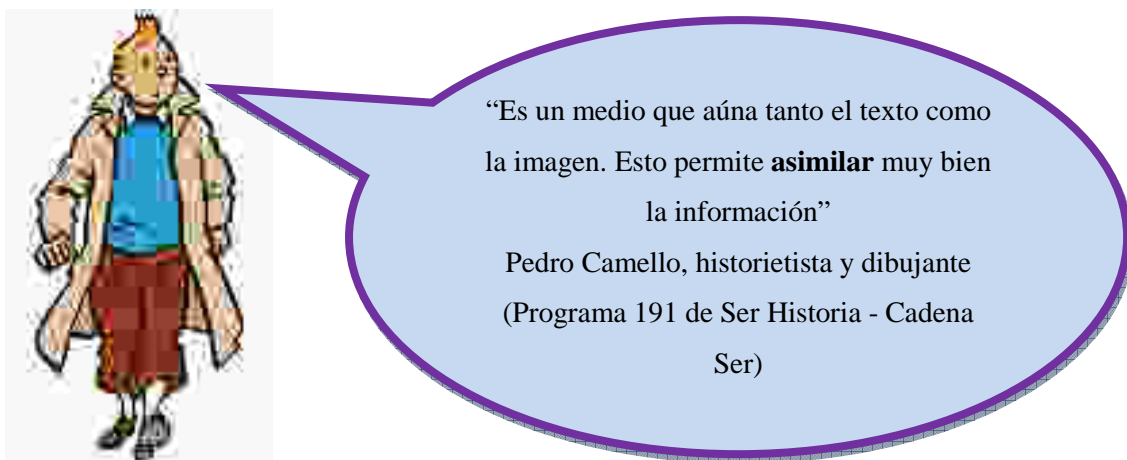 “Es un medio que aúna tanto el texto como
la imagen. Esto permite asimilar muy bien
la información”
Pedro Camello, historietista y dibujante
(Programa 191 de Ser Historia - Cadena
Ser)